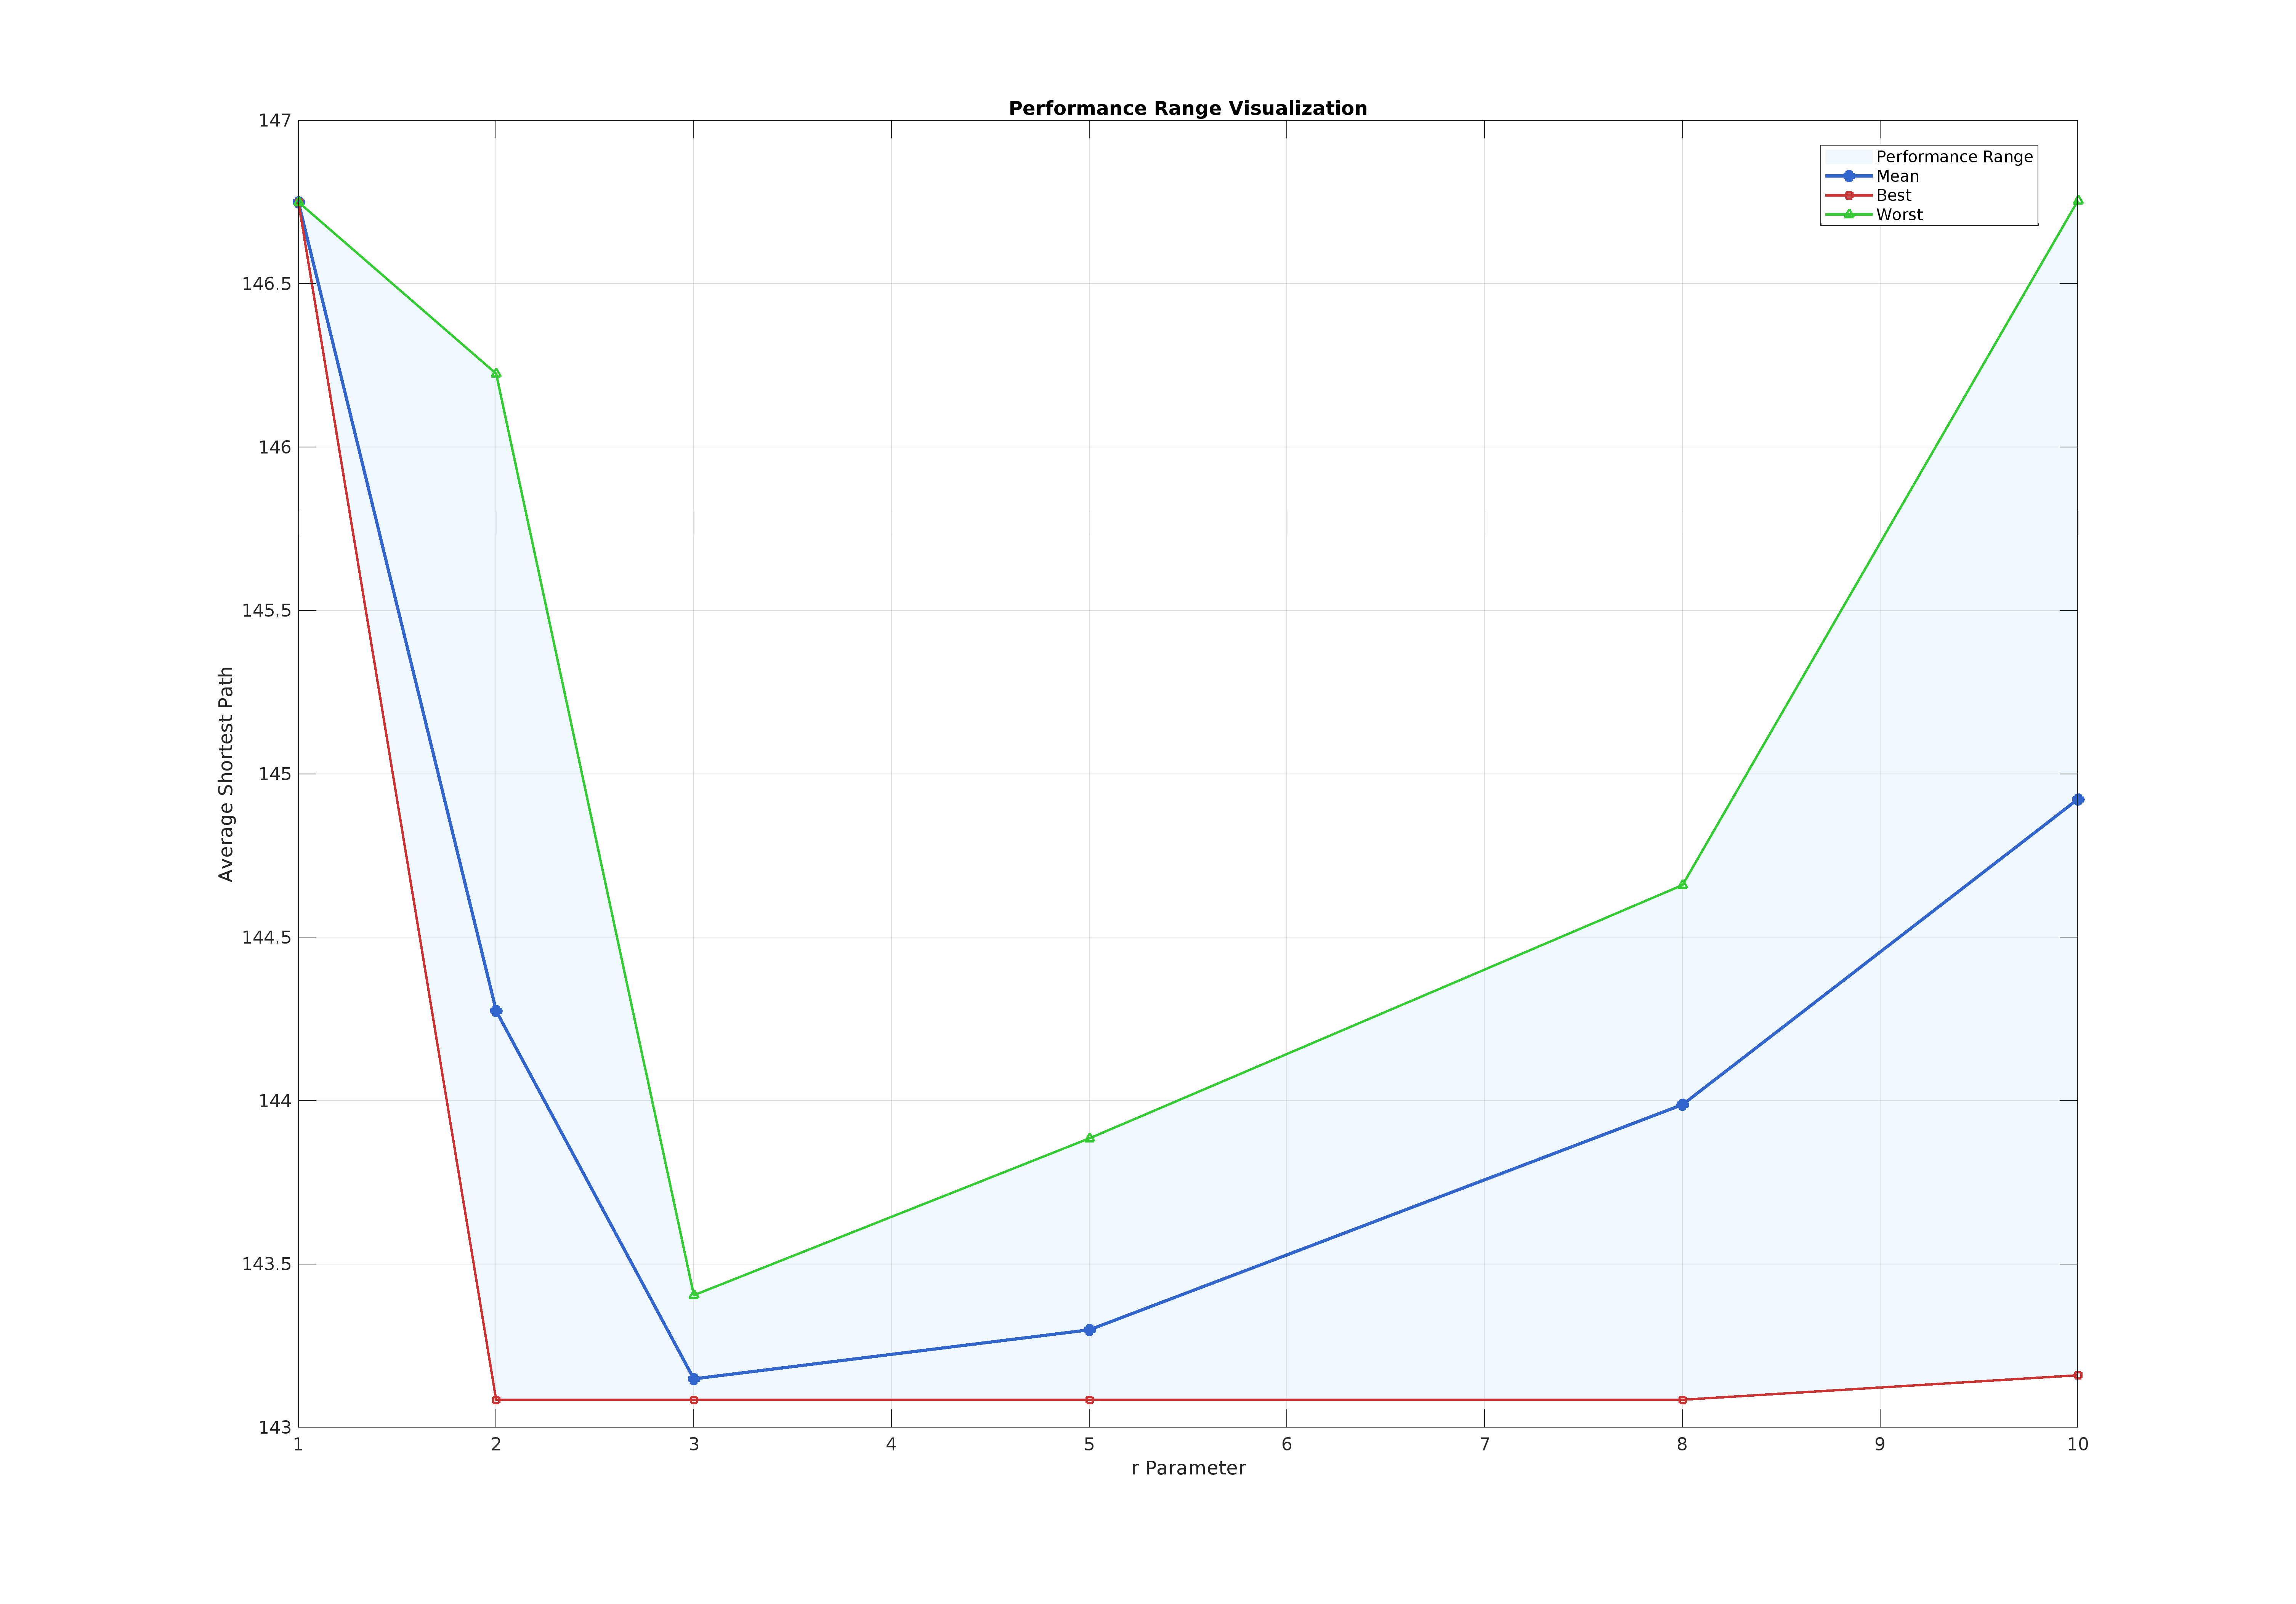 Performance Range Visualization
147
146.5
146
145.5
145
144.5
144
143.5
143
Average Shortest Path
Performance Range
Mean
Best
Worst
1 2 3 4 5 6 7 8 9 10
r Parameter